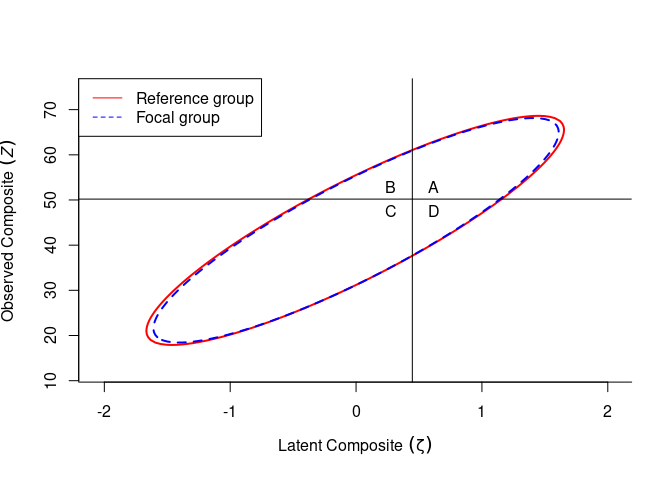 Reference group
Focal group
Observed Composite (Z)
70
60
50
40
30
20
10
B A
C D
-2 -1 0 1 2
Latent Composite (ζ)